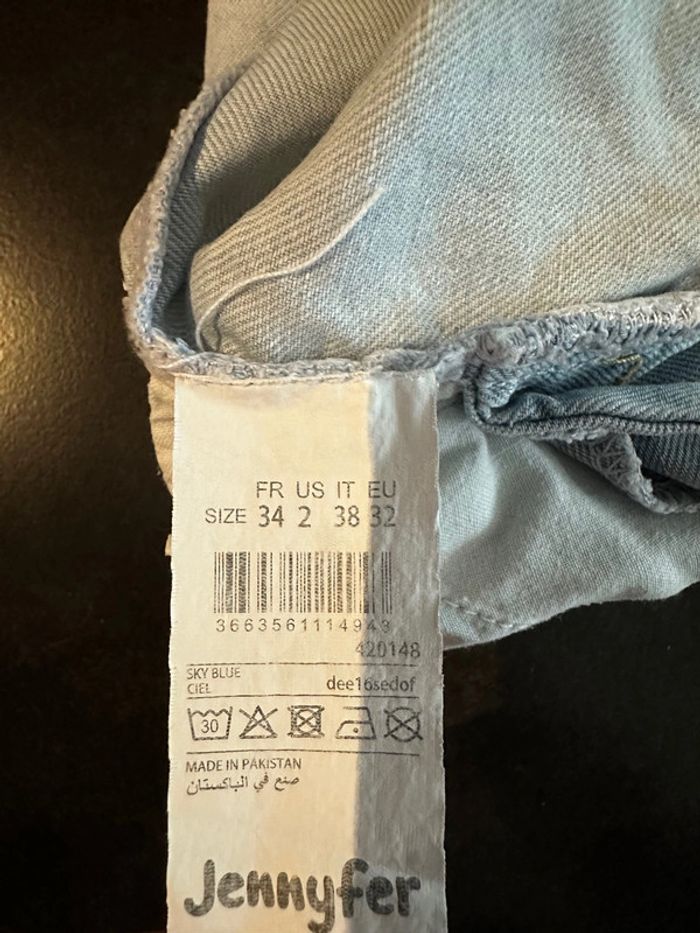 FR US IT EU
SIZE 34 2 38 32
3663561114943
420148
SKY BLUE
CIEL
dee16sedof
30
MADE IN PAKISTAN
صنع في الباكستان
Jennyfer